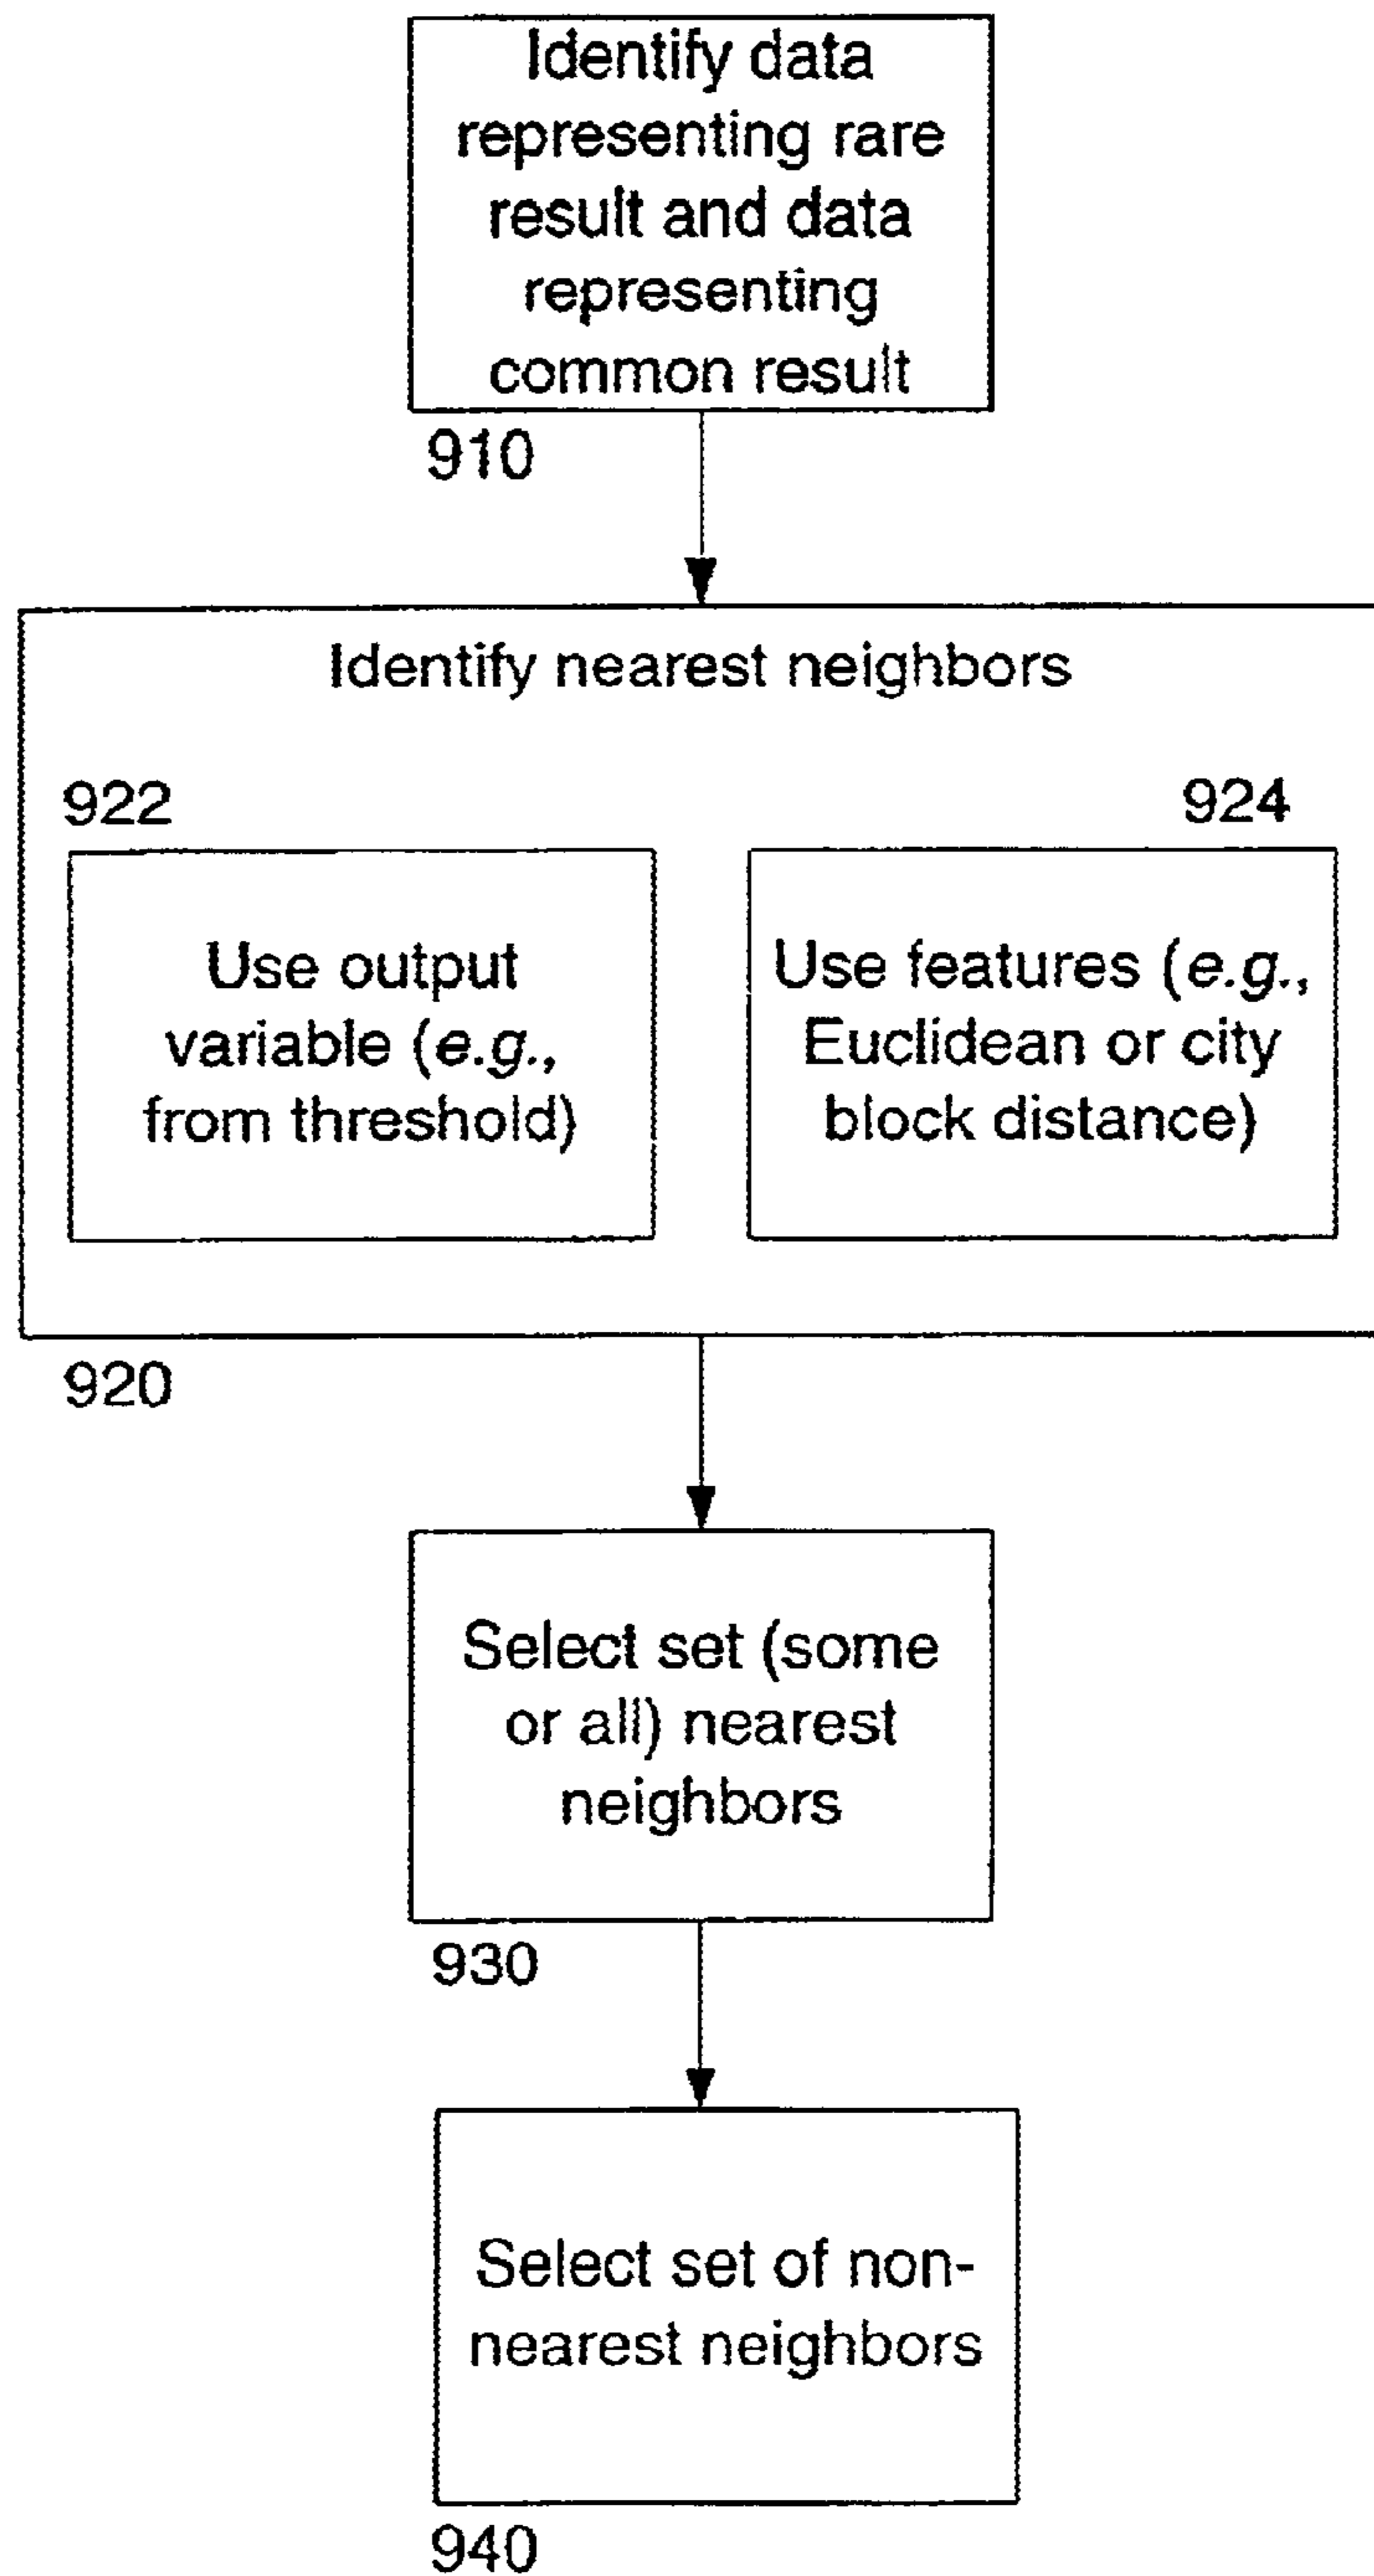 Identify data
representing rare
result and data
representing
common result
910
Identify nearest neighbors
922
924
Use output
variable (e.g.,
from threshold)
Use features (e.g.,
Euclidean or city
block distance)
920
Select set (some
or all) nearest
neighbors
930
Select set of non-
nearest neighbors
940